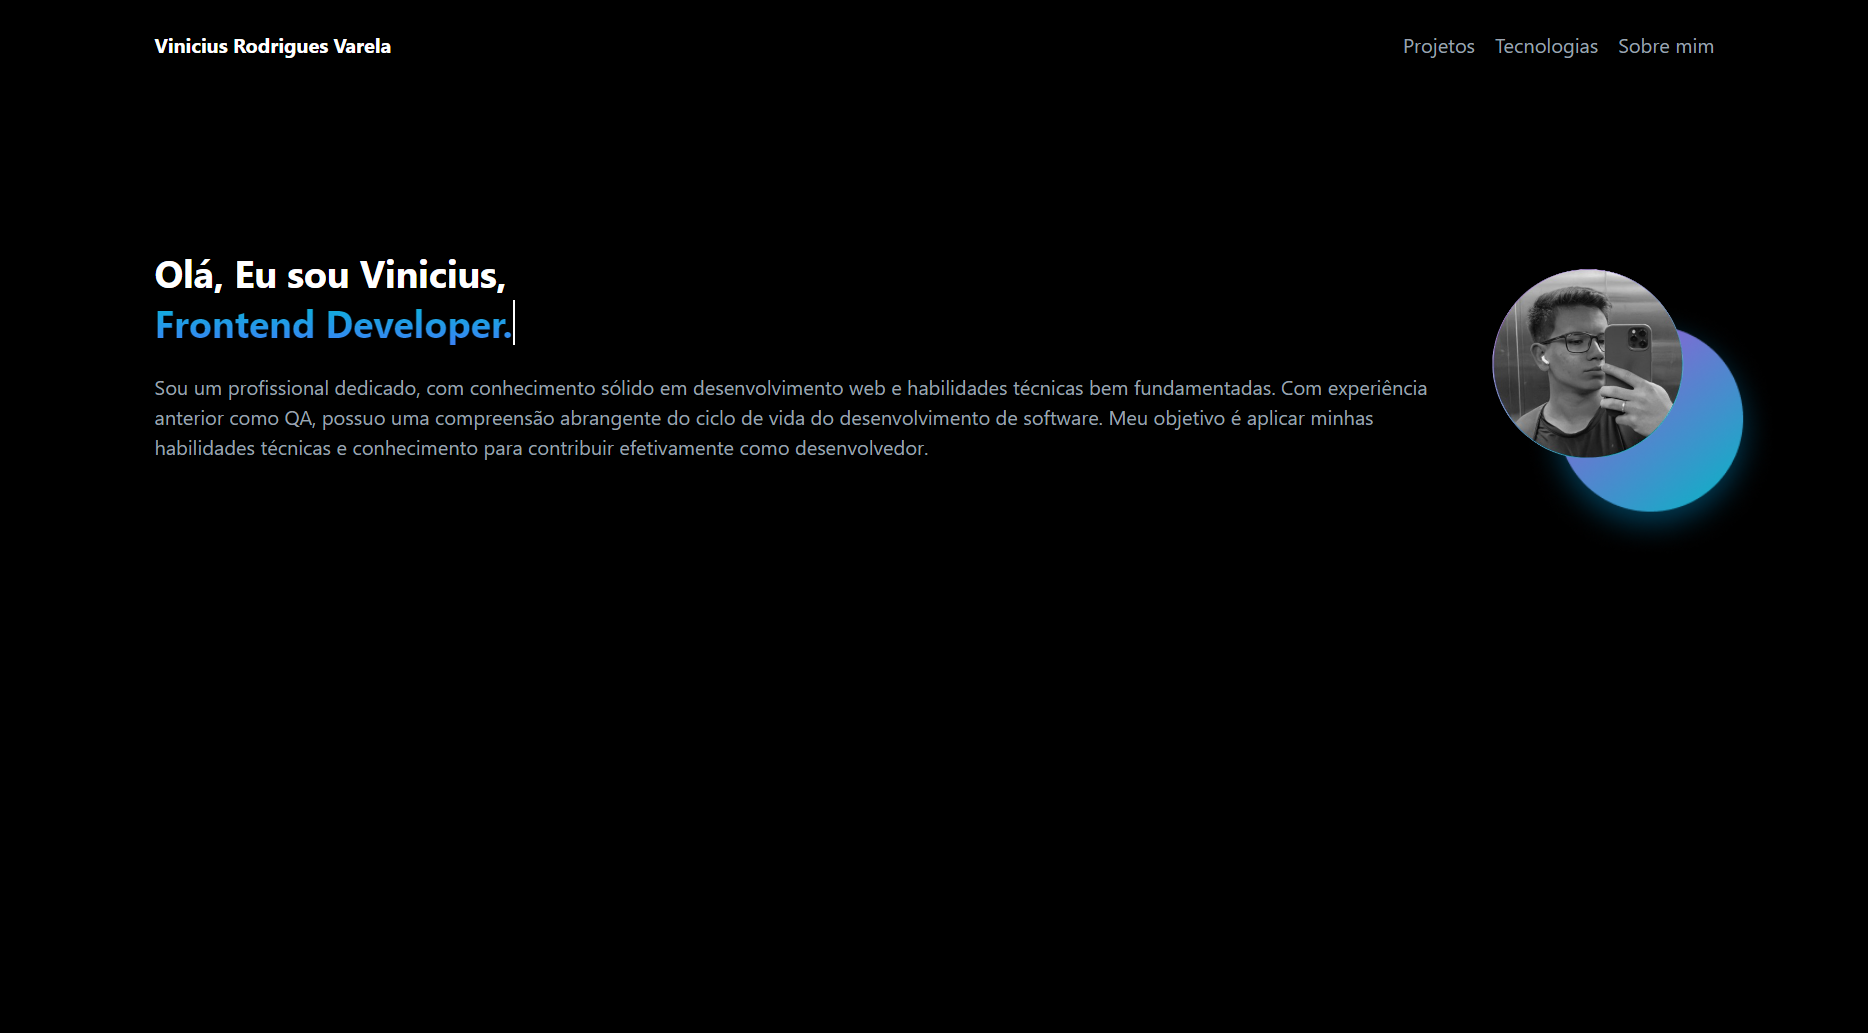 Vinicius Rodrigues Varela
Projetos Tecnologias Sobre mim
Olá, Eu sou Vinicius,
Frontend Developer.
Sou um profissional dedicado, com conhecimento sólido em desenvolvimento web e habilidades técnicas bem fundamentadas. Com experiência
anterior como QA, possuo uma compreensão abrangente do ciclo de vida do desenvolvimento de software. Meu objetivo é aplicar minhas
habilidades técnicas e conhecimento para contribuir efetivamente como desenvolvedor.